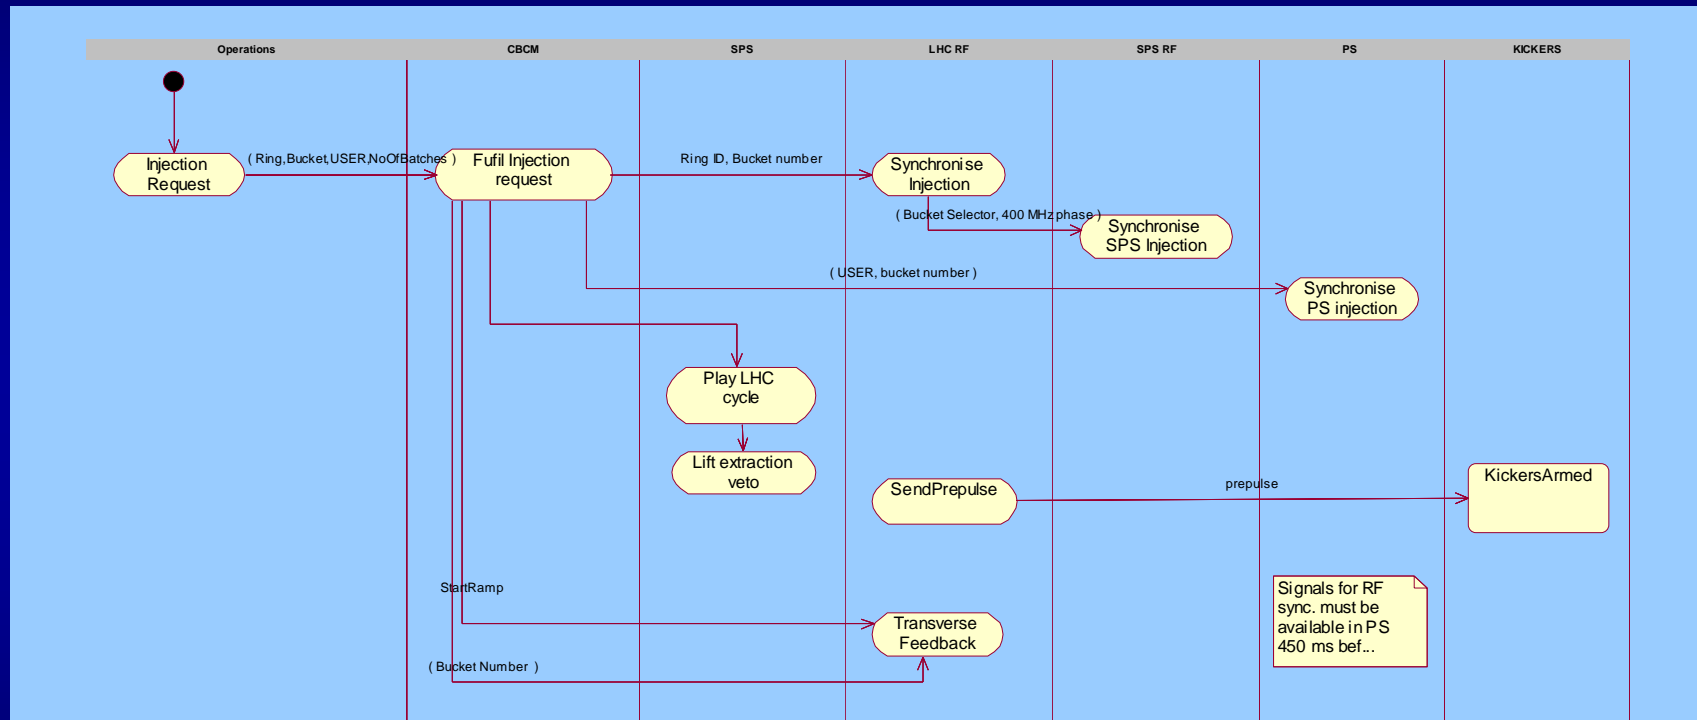 Operations
CBCM
SPS
LHC RF
SPS RF
PS
KICKERS
Injection
Request
( Ring,Bucket,USER,NoOfBatches )
Fufil Injection
request
Ring ID, Bucket number
Synchronise
Injection
( Bucket Selector, 400 MHz phase )
Synchronise
SPS Injection
( USER, bucket number )
Synchronise
PS injection
Play LHC
cycle
Lift extraction
veto
SendPrepulse
prepulse
KickersArmed
StartRamp
Transverse
Feedback
( Bucket Number )
Signals for RF
sync. must be
available in PS
450 ms bef...